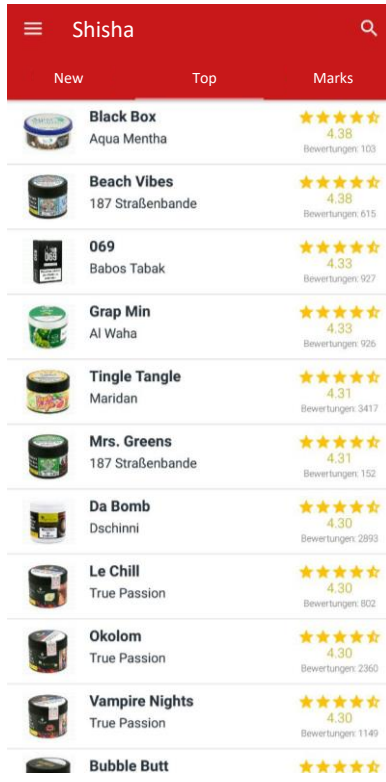 Shisha
New
Top
Marks
Black Box
Aqua Mentha
4.38
Bewertungen: 103
Beach Vibes
187 Straßenbande
4.38
Bewertungen: 615
069
Babos Tabak
4.33
Bewertungen: 927
Grap Min
Al Waha
4.33
Bewertungen: 926
Tingle Tangle
Maridan
4.31
Bewertungen: 3417
Mrs. Greens
187 Straßenbande
4.31
Bewertungen: 152
Da Bomb
Dschinni
4.30
Bewertungen: 2893
Le Chill
True Passion
4.30
Bewertungen: 802
Okolom
True Passion
4.30
Bewertungen: 2360
Vampire Nights
True Passion
4.30
Bewertungen: 1149
Bubble Butt